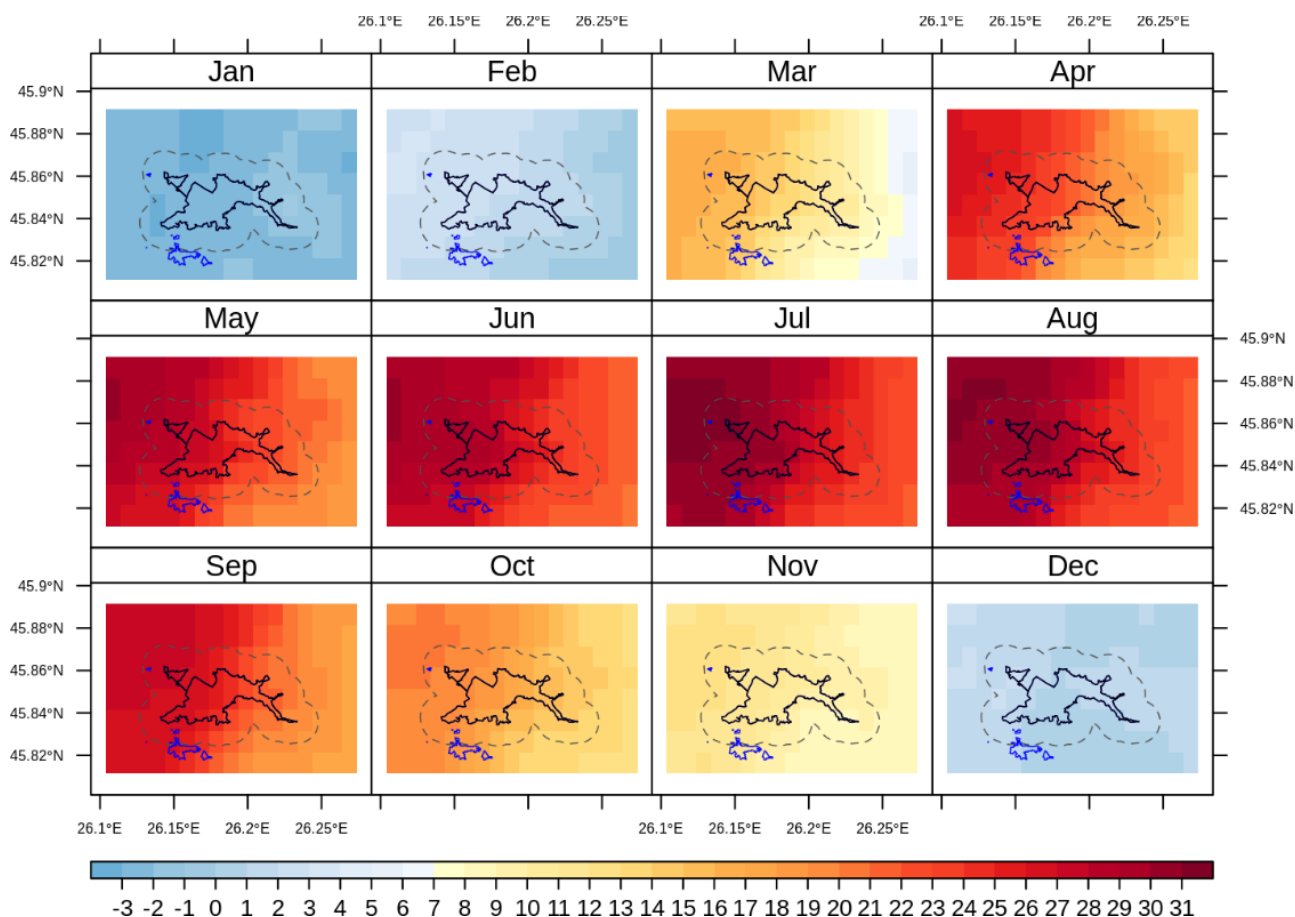 26.1°E 26.15°E 26.2°E 26.25°E 26.1°E 26.15°E 26.2°E 26.25°E
Jan Feb Mar Apr
45.9°N
45.88°N
45.86°N
45.84°N
45.82°N
May Jun Jul Aug
45.9°N
45.88°N
45.86°N
45.84°N
45.82°N
Sep Oct Nov Dec
45.9°N
45.88°N
45.86°N
45.84°N
45.82°N
26.1°E 26.15°E 26.2°E 26.25°E 26.1°E 26.15°E 26.2°E 26.25°E
-3 -2 -1 0 1 2 3 4 5 6 7 8 9 10 11 12 13 14 15 16 17 18 19 20 21 22 23 24 25 26 27 28 29 30 31